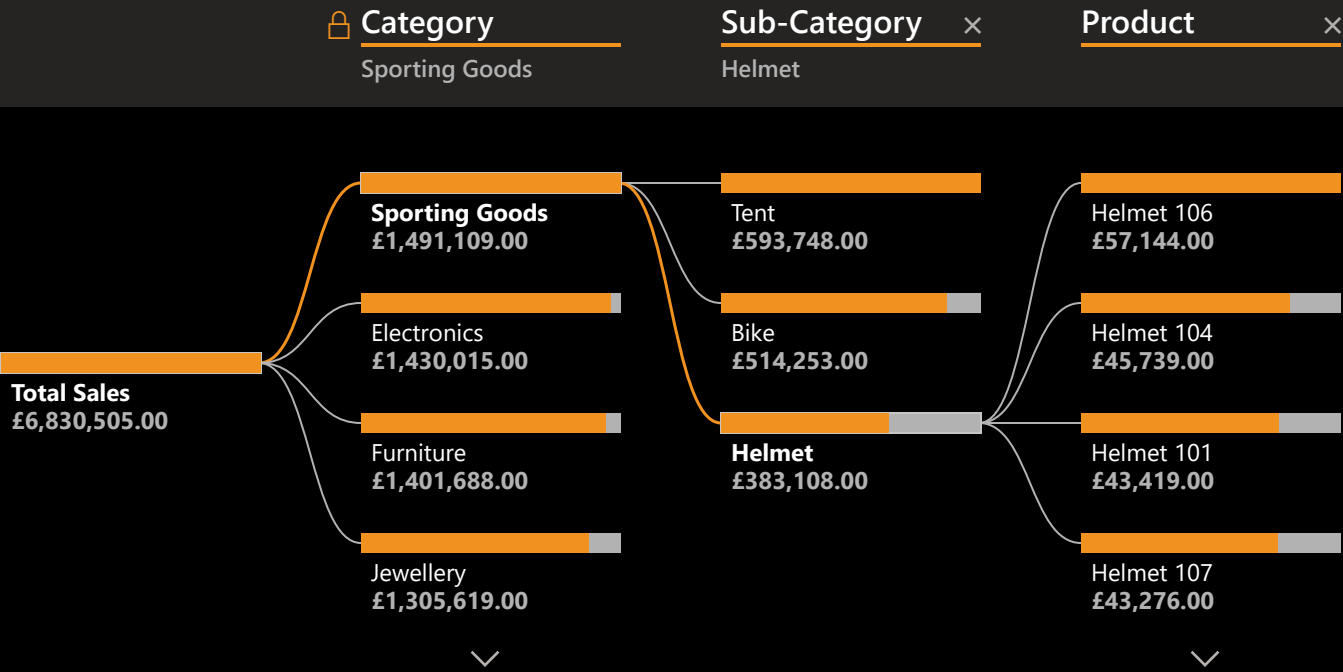 Category
Sporting Goods
Sub-Category
Helmet
Product
Total Sales
£6,830,505.00
Sporting Goods
£1,491,109.00
Electronics
£1,430,015.00
Furniture
£1,401,688.00
Jewellery
£1,305,619.00
Tent
£593,748.00
Bike
£514,253.00
Helmet
£383,108.00
Helmet 106
£57,144.00
Helmet 104
£45,739.00
Helmet 101
£43,419.00
Helmet 107
£43,276.00